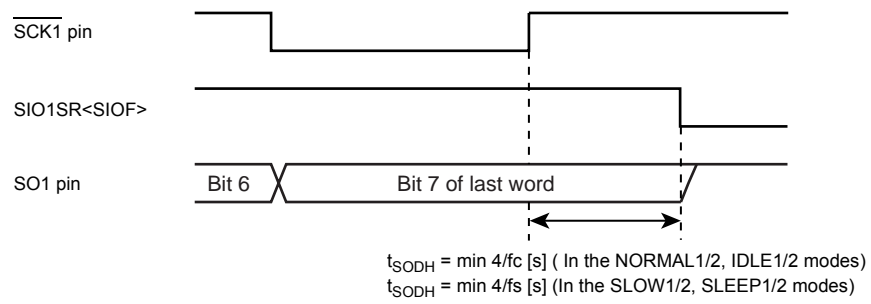 SCK1 pin
SIO1SR<SIOF>
SO1 pin
Bit 6
Bit 7 of last word
tSODH = min 4/fc [s] ( In the NORMAL1/2, IDLE1/2 modes)
tSODH = min 4/fs [s] (In the SLOW1/2, SLEEP1/2 modes)